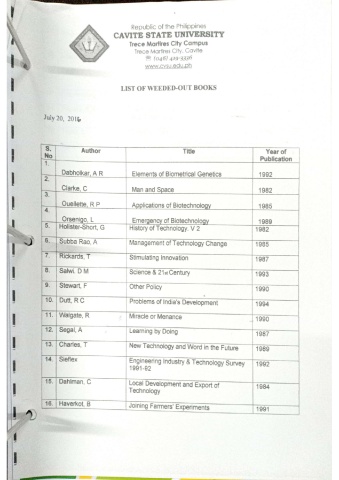 Republic of the Philippines
CAVITE STATE UNIVERSITY
Trece Martires City Campus
Trece Martires City, Cavite
www.cvsu.edu.ph
LIST OF WEEDED-OUT BOOKS
July 20, 2016
S. No Author Title Year of Publication
1. Dabholkar, A R Elements of Biometrical Genetics 1992
2. Clarke, C Man and Space 1982
3. Ouellette, R P Applications of Biotechnology 1985
4. Orsenigo, L Emergency of Biotechnology 1989
5. Hollister-Short, G History of Technology. V 2 1982
6. Subba Rao, A Management of Technology Change 1985
7. Rickards, T Stimulating Innovation 1987
8. Salwi, D M Science & 21st Century 1993
9. Stewart, F Other Policy 1990
10. Dutt, R C Problems of India's Development 1994
11. Walgate, R Miracle or Menance 1990
12. Segal, A Learning by Doing 1987
13. Charles, T New Technology and Word in the Future 1989
14. Sieflex Engineering Industry & Technology Survey 1992
1991-92
15. Dahlman, C Local Development and Export of Technology 1984
16. Haverkot, B Joining Farmers' Experiments 1991